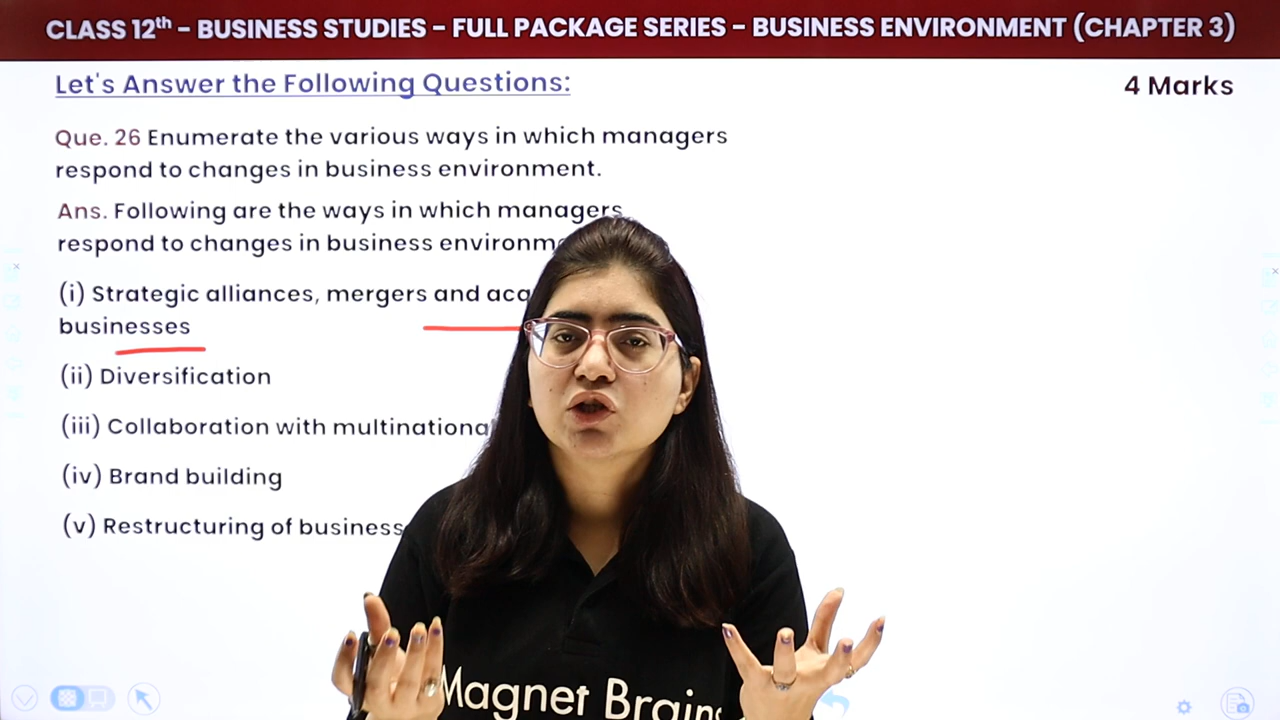 CLASS 12th – BUSINESS STUDIES – FULL PACKAGE SERIES – BUSINESS ENVIRONMENT (CHAPTER 3)
Let's Answer the Following Questions:
4 Marks
Que. 26 Enumerate the various ways in which managers
respond to changes in business environment.
Ans. Following are the ways in which managers
respond to changes in business
(i) Strategic alliances, mergers and
businesses
(ii) Diversification
(iii) Collaboration with
(iv) Brand building
(v) Restructuring of business
Magnet Brains